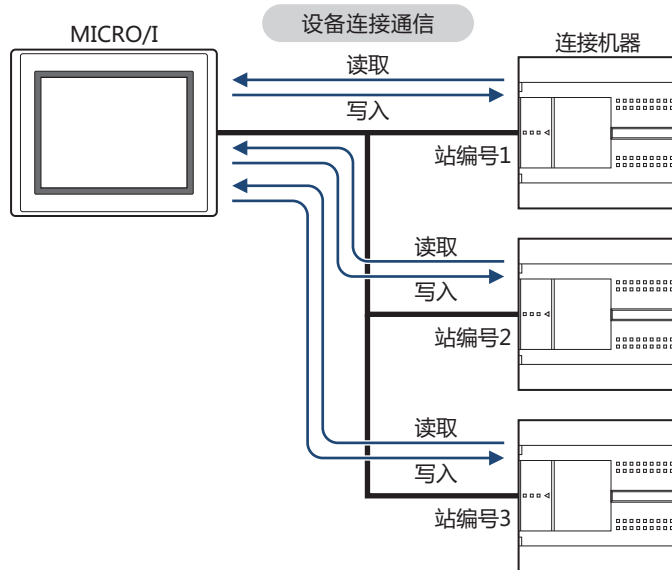 设备连接通信
MICRO/I
连接机器
读取
写入
站编号1
读取
写入
站编号2
读取
写入
站编号3